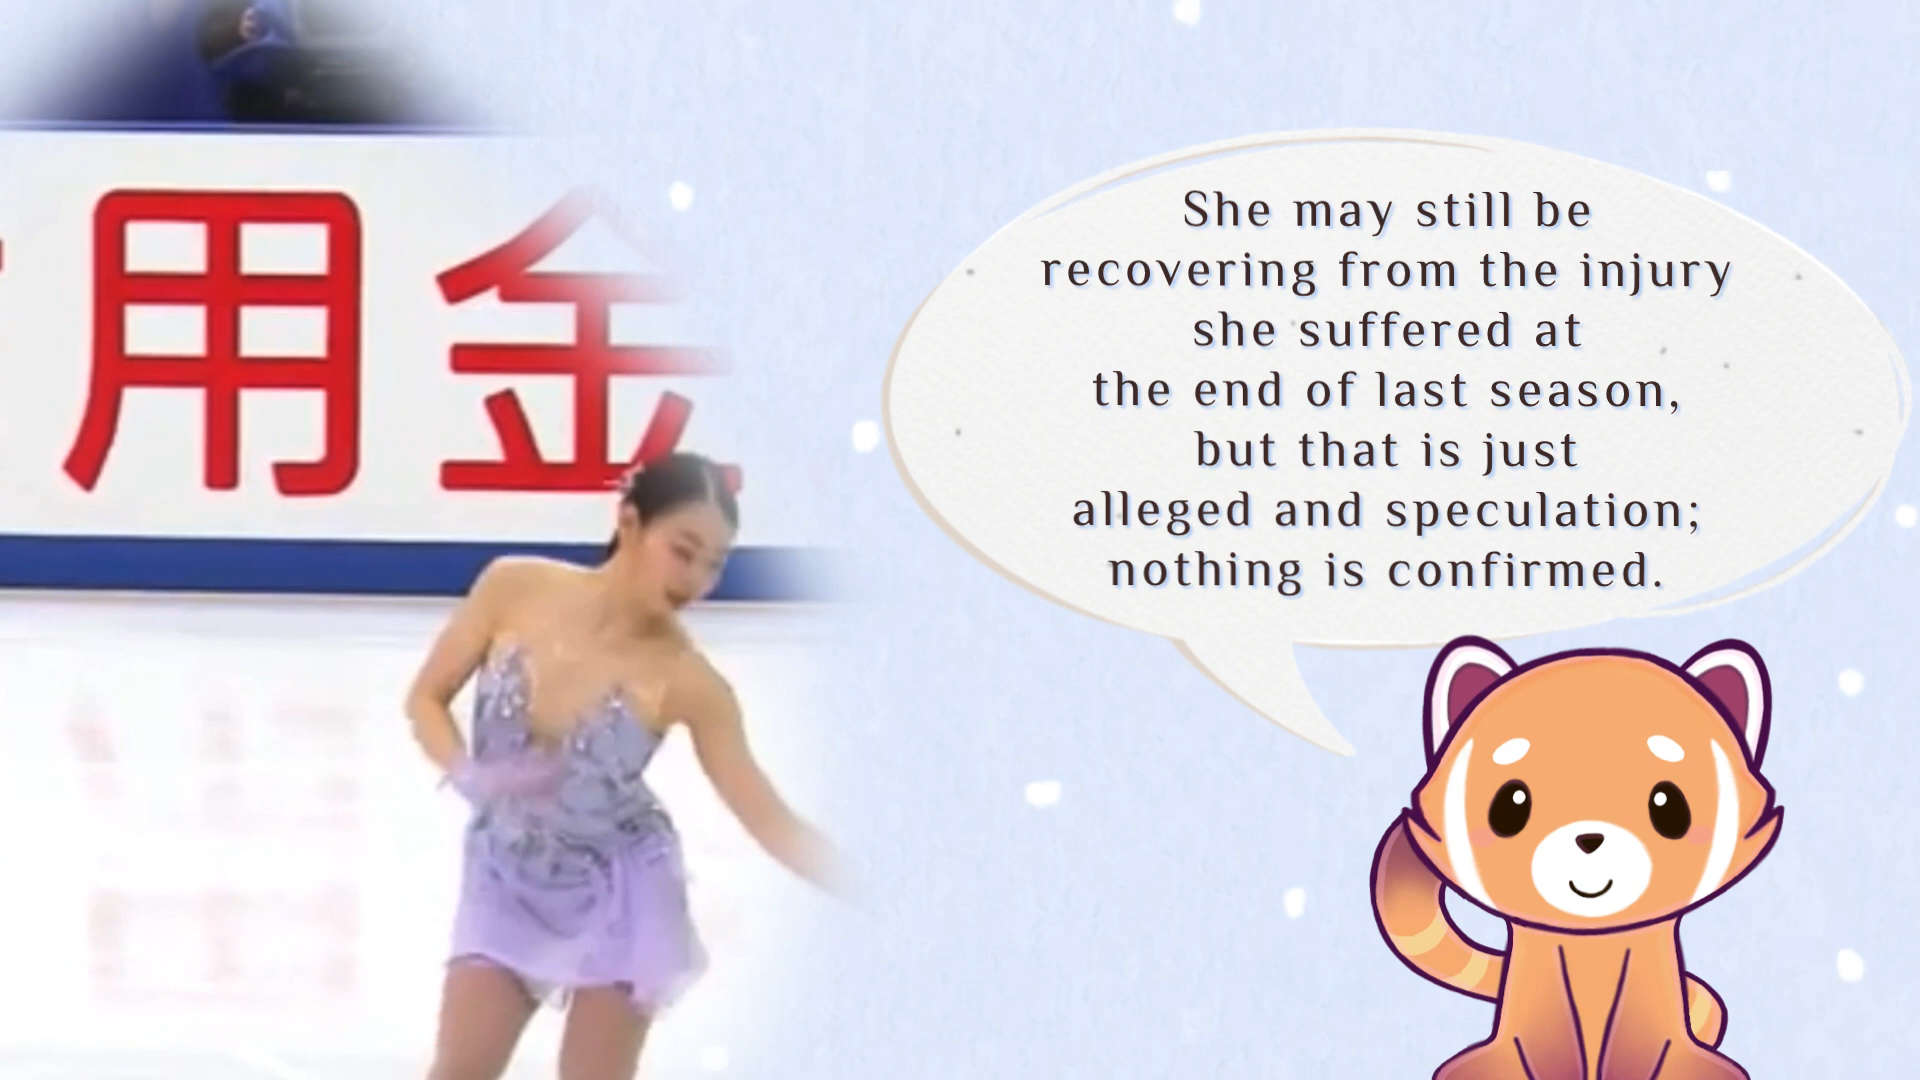 用金
She may still be
recovering from the injury
she suffered at
the end of last season,
but that is just
alleged and speculation;
nothing is confirmed.